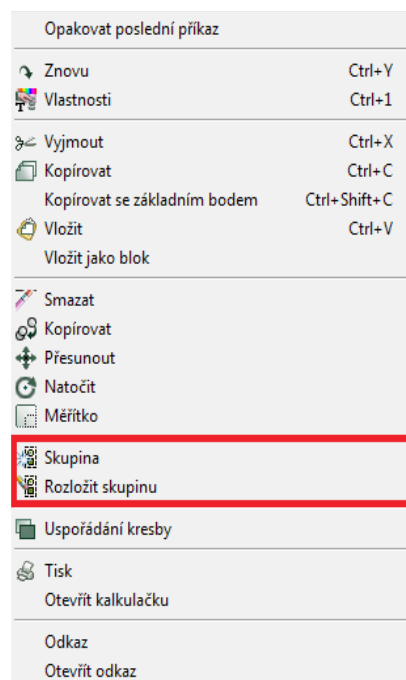 Opakovat poslední příkaz
Znovu Ctrl+Y
Vlastnosti Ctrl+1
Vyjmout Ctrl+X
Kopírovat Ctrl+C
Kopírovat se základním bodem Ctrl+Shift+C
Vložit Ctrl+V
Vložit jako blok
Smazat
Kopírovat
Přesunout
Natočit
Měřítko
Skupina
Rozložit skupinu
Uspořádání kresby
Tisk
Otevřít kalkulačku
Odkaz
Otevřít odkaz